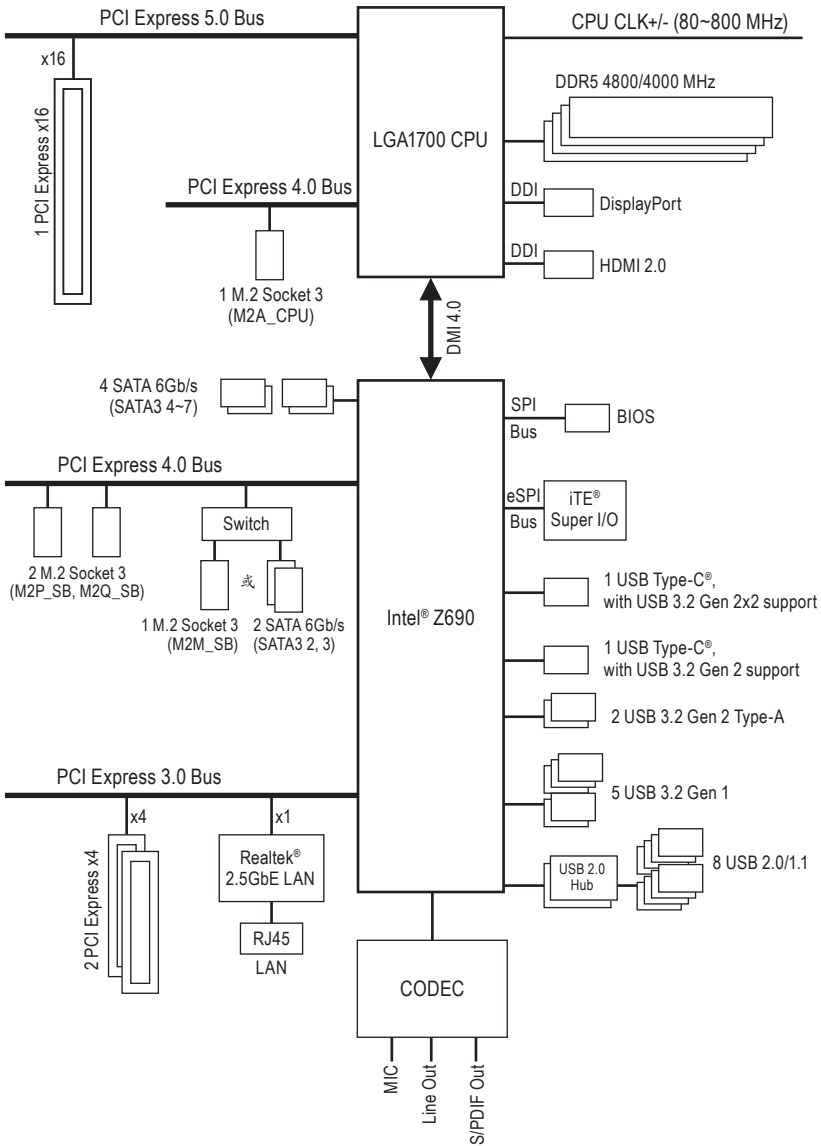 PCI Express 5.0 Bus
CPU CLK+/- (80~800 MHz)
x16
1 PCI Express x16
DDR5 4800/4000 MHz
LGA1700 CPU
PCI Express 4.0 Bus
DDI
DisplayPort
DDI
HDMI 2.0
1 M.2 Socket 3
(M2A_CPU)
DMI 4.0
4 SATA 6Gb/s
(SATA3 4~7)
SPI
Bus
BIOS
PCI Express 4.0 Bus
eSPI
Bus
iTE®
Super I/O
Switch
2 M.2 Socket 3
(M2P_SB, M2Q_SB)
或
1 M.2 Socket 3
(M2M_SB)
2 SATA 6Gb/s
(SATA3 2, 3)
Intel® Z690
1 USB Type-C®,
with USB 3.2 Gen 2x2 support
1 USB Type-C®,
with USB 3.2 Gen 2 support
2 USB 3.2 Gen 2 Type-A
PCI Express 3.0 Bus
5 USB 3.2 Gen 1
x4
x1
2 PCI Express x4
Realtek®
2.5GbE LAN
USB 2.0
Hub
8 USB 2.0/1.1
RJ45
LAN
CODEC
MIC
Line Out
S/PDIF Out